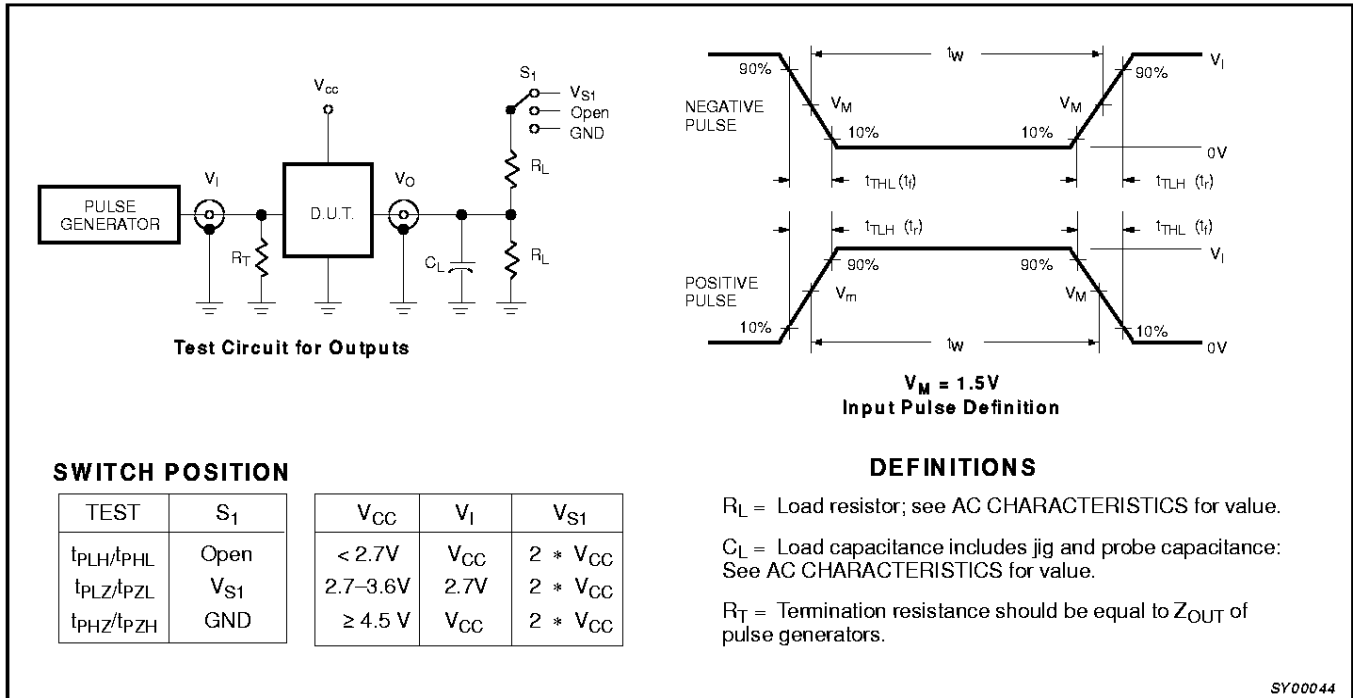 S1
VS1
Open
GND
VCC
RL
VI
VO
PULSE
GENERATOR
D.U.T.
RT
CL
RL
Test Circuit for Outputs
tW
90%
90%
VI
NEGATIVE
PULSE
VM
VM
10%
10%
0V
tTHL (tf)
tTLH (tr)
tTLH (tr)
tTHL (tf)
VI
90%
90%
POSITIVE
PULSE
Vm
VM
10%
10%
tW
0V
VM = 1.5V
Input Pulse Definition
SWITCH POSITION
TEST S1
tPLH/tPHL Open
tPLZ/tPZL VS1
tPHZ/tPZH GND
VCC VI VS1
< 2.7V VCC 2 * VCC
2.7–3.6V 2.7V 2 * VCC
≥ 4.5 V VCC 2 * VCC
DEFINITIONS
RL = Load resistor; see AC CHARACTERISTICS for value.
CL = Load capacitance includes jig and probe capacitance:
See AC CHARACTERISTICS for value.
RT = Termination resistance should be equal to ZOUT of
pulse generators.
SY00044